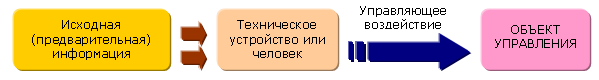 Исходная
(предварительная)
информация
Техническое
устройство или
человек
Управляющее
воздействие
ОБЪЕКТ
УПРАВЛЕНИЯ